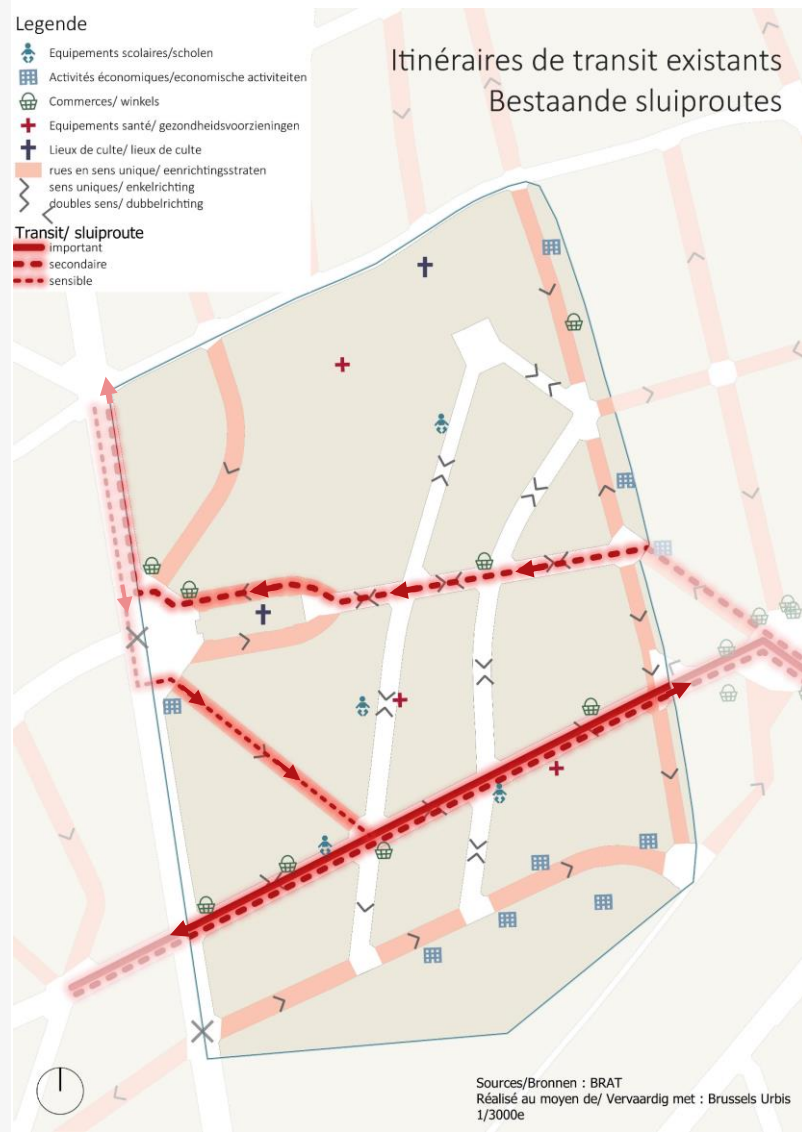 Legende
Equipements scolaires/scholen
Activités économiques/economische activiteiten
Commerces/ winkels
Equipements santé/ gezondheidsvoorzieningen
Lieux de culte/ lieux de culte
rues en sens unique/ eenrichtingsstraten
sens uniques/ enkelrichting
doubles sens/ dubbelrichting
Transit/ sluiproute
important
secondaire
sensible
Itinéraires de transit existants
Bestaande sluiproutes
Sources/Bronnen : BRAT
Réalisé au moyen de/ Vervaardig met : Brussels Urbis
1/3000e